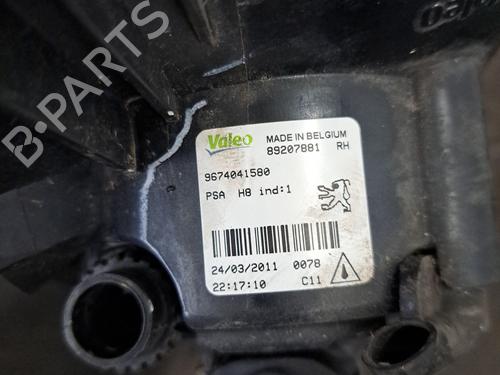 Valeo
Valeo MADE IN BELGIUM
89207881 RH
9674041580
PSA H8 ind:1
24/03/2011 0078
22:17:10 C11
B-PARTS